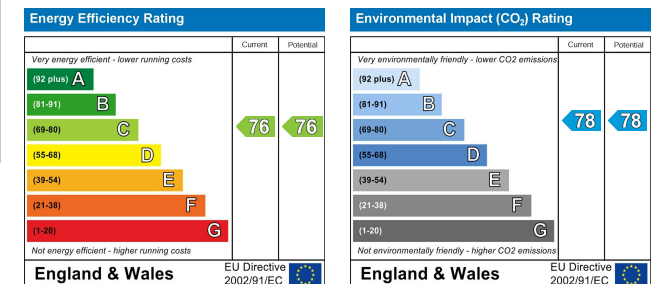 Energy Efficiency Rating
Current Potential
Very energy efficient - lower running costs
(92 plus) A
(81-91) B
(69-80) C
76 76
(55-68) D
(39-54) E
(21-38) F
(1-20) G
Not energy efficient - higher running costs
England & Wales
EU Directive
2002/91/EC
Environmental Impact (CO₂) Rating
Current Potential
Very environmentally friendly - lower CO2 emissions
(92 plus) A
(81-91) B
78 78
(69-80) C
(55-68) D
(39-54) E
(21-38) F
(1-20) G
Not environmentally friendly - higher CO2 emissions
England & Wales
EU Directive
2002/91/EC